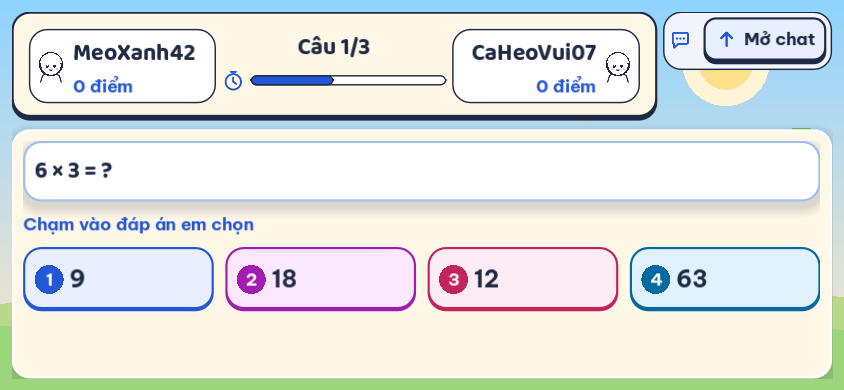 MeoXanh42
0 điểm
Câu 1/3
CaHeoVui07
0 điểm
Mở chat
6 × 3 = ?
Chạm vào đáp án em chọn
1 9
2 18
3 12
4 63